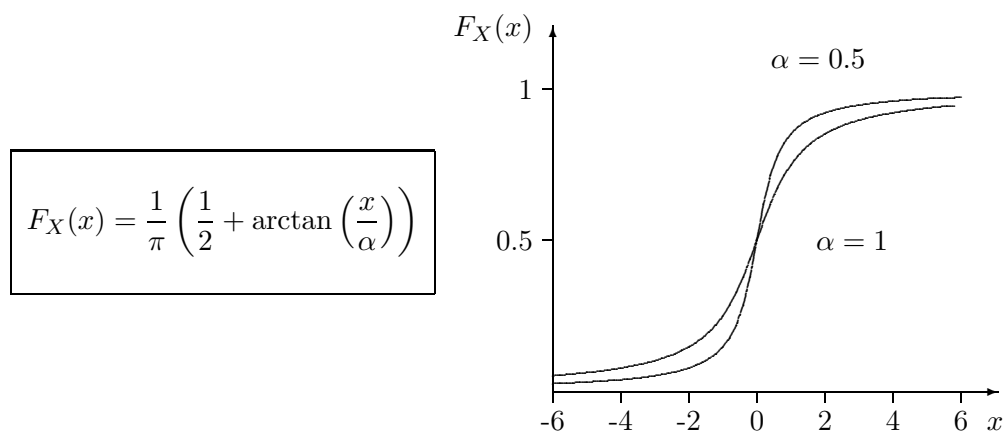 F_X(x) = \frac{1}{\pi} \left( \frac{1}{2} + \arctan \left( \frac{x}{\alpha} \right) \right)
F_X(x)
α = 0.5
1
0.5
α = 1
-6 -4 -2 0 2 4 6 x